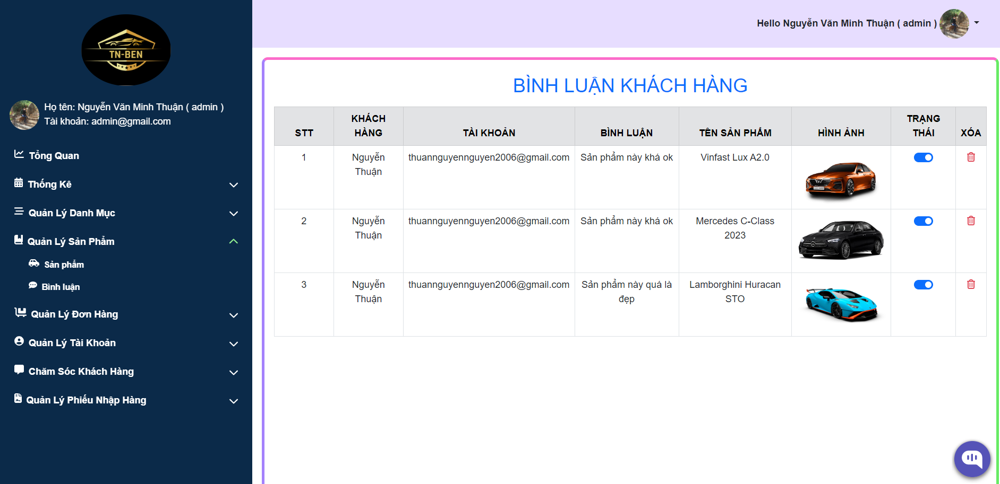 TN-BEN
Họ tên: Nguyễn Văn Minh Thuận ( admin )
Tài khoản: admin@gmail.com
Tổng Quan
Thống Kê
Quản Lý Danh Mục
Quản Lý Sản Phẩm
Sản phẩm
Bình luận
Quản Lý Đơn Hàng
Quản Lý Tài Khoản
Chăm Sóc Khách Hàng
Quản Lý Phiếu Nhập Hàng
Hello Nguyễn Văn Minh Thuận ( admin )
BÌNH LUẬN KHÁCH HÀNG
STT KHÁCH HÀNG TÀI KHOẢN BÌNH LUẬN TÊN SẢN PHẨM HÌNH ẢNH TRẠNG THÁI XÓA
1 Nguyễn Thuận thuannguyennguyen2006@gmail.com Sản phẩm này khá ok Vinfast Lux A2.0
2 Nguyễn Thuận thuannguyennguyen2006@gmail.com Sản phẩm này khá ok Mercedes C-Class 2023
3 Nguyễn Thuận thuannguyennguyen2006@gmail.com Sản phẩm này quá là đẹp Lamborghini Huracan STO